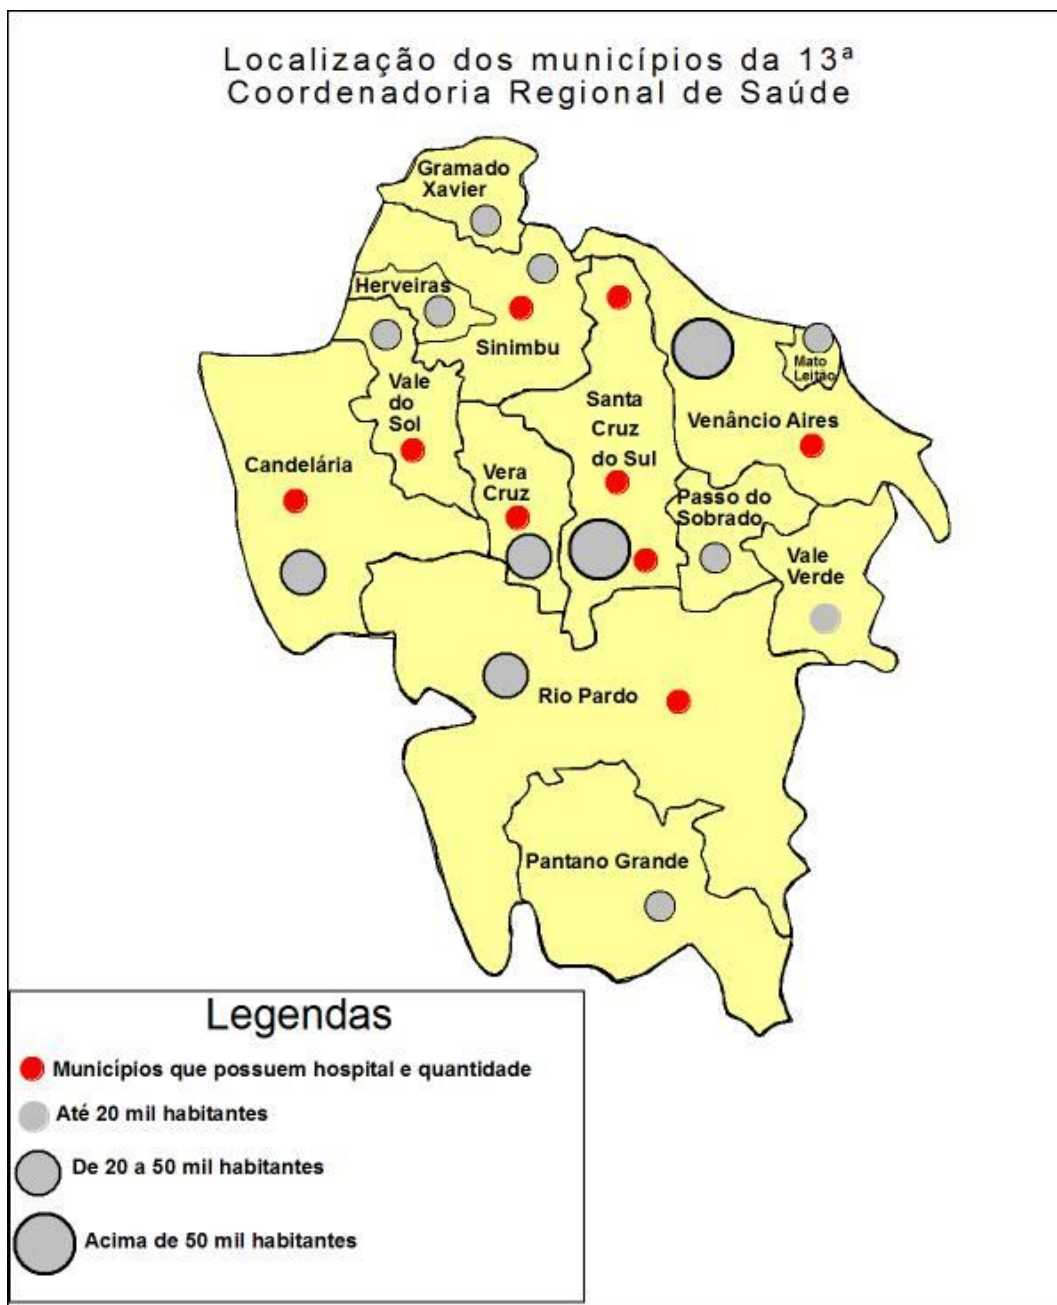 Localização dos municípios da 13ª
Coordenadoria Regional de Saúde
Gramado
Xavier
Herveiras
Sinimbu
Mato
Leitão
Vale
do
Sol
Santa
Cruz
do Sul
Venâncio Aires
Candelária
Vera
Cruz
Passo do
Sobrado
Vale
Verde
Rio Pardo
Pantano Grande
Legendas
Municípios que possuem hospital e quantidade
Até 20 mil habitantes
De 20 a 50 mil habitantes
Acima de 50 mil habitantes